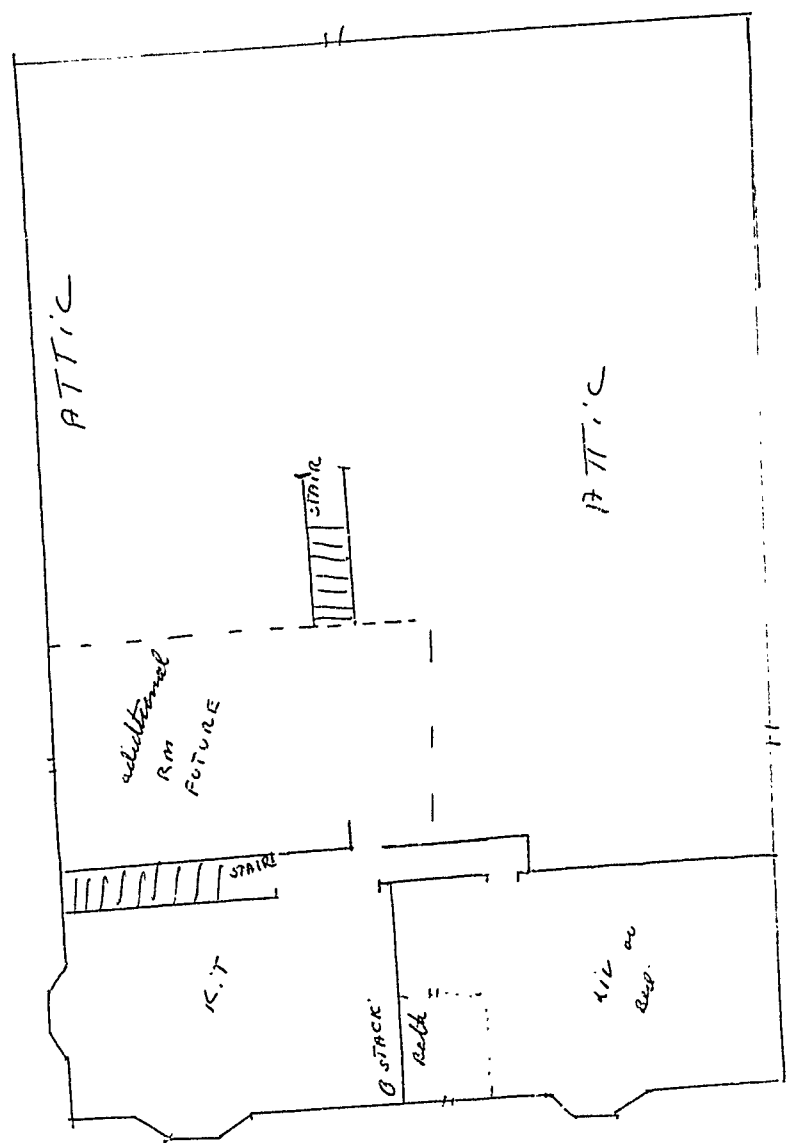 ATTIC
ATTIC
STAIR
additional
RM
FUTURE
STAIRS
KIT
STACK
Bath
Liv or
Bed.